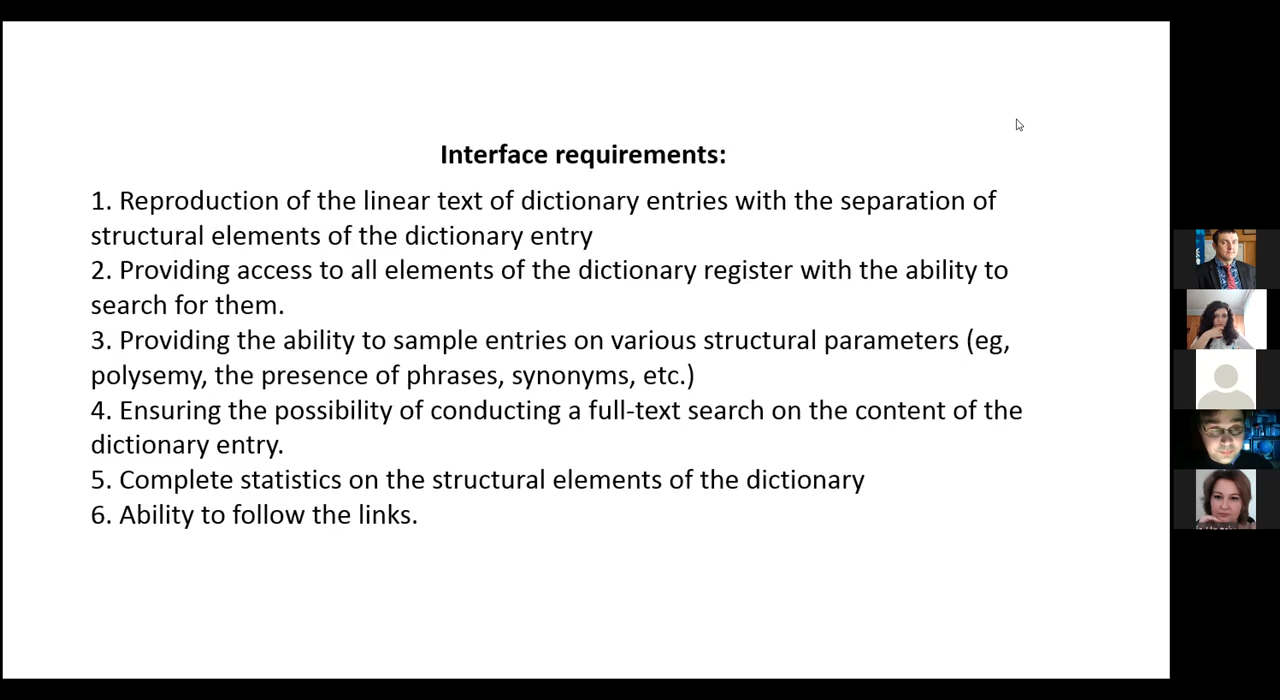 Interface requirements:
1. Reproduction of the linear text of dictionary entries with the separation of
structural elements of the dictionary entry
2. Providing access to all elements of the dictionary register with the ability to
search for them.
3. Providing the ability to sample entries on various structural parameters (eg,
polysemy, the presence of phrases, synonyms, etc.)
4. Ensuring the possibility of conducting a full-text search on the content of the
dictionary entry.
5. Complete statistics on the structural elements of the dictionary
6. Ability to follow the links.